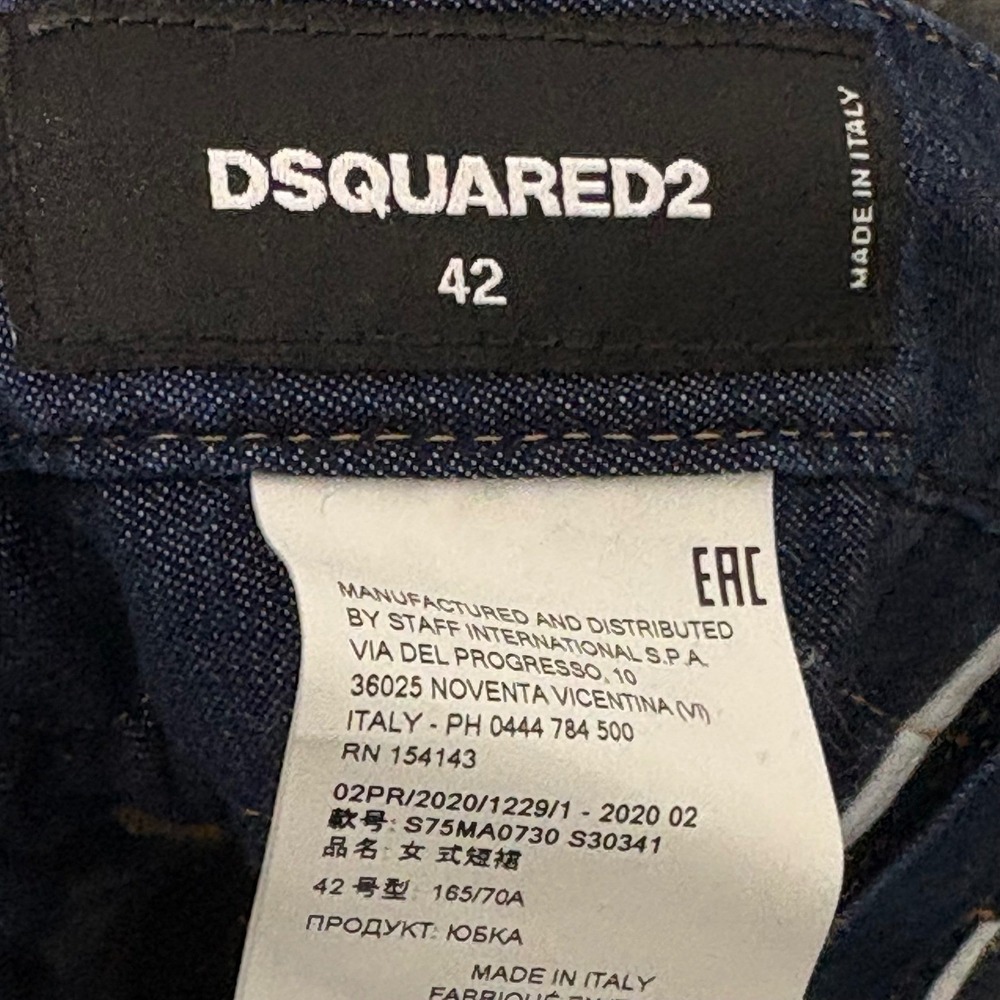 DSQUARED2
42
MADE IN ITALY
EAC
MANUFACTURED AND DISTRIBUTED
BY STAFF INTERNATIONAL S.P.A.
VIA DEL PROGRESSO, 10
36025 NOVENTA VICENTINA (VI)
ITALY - PH 0444 784 500
RN 154143
02PR/2020/1229/1 - 2020 02
款号: S75MA0730 S30341
品名: 女 式短裙
42 号型: 165/70A
ПРОДУКТ: ЮБКА
MADE IN ITALY
FABRIQUÉ